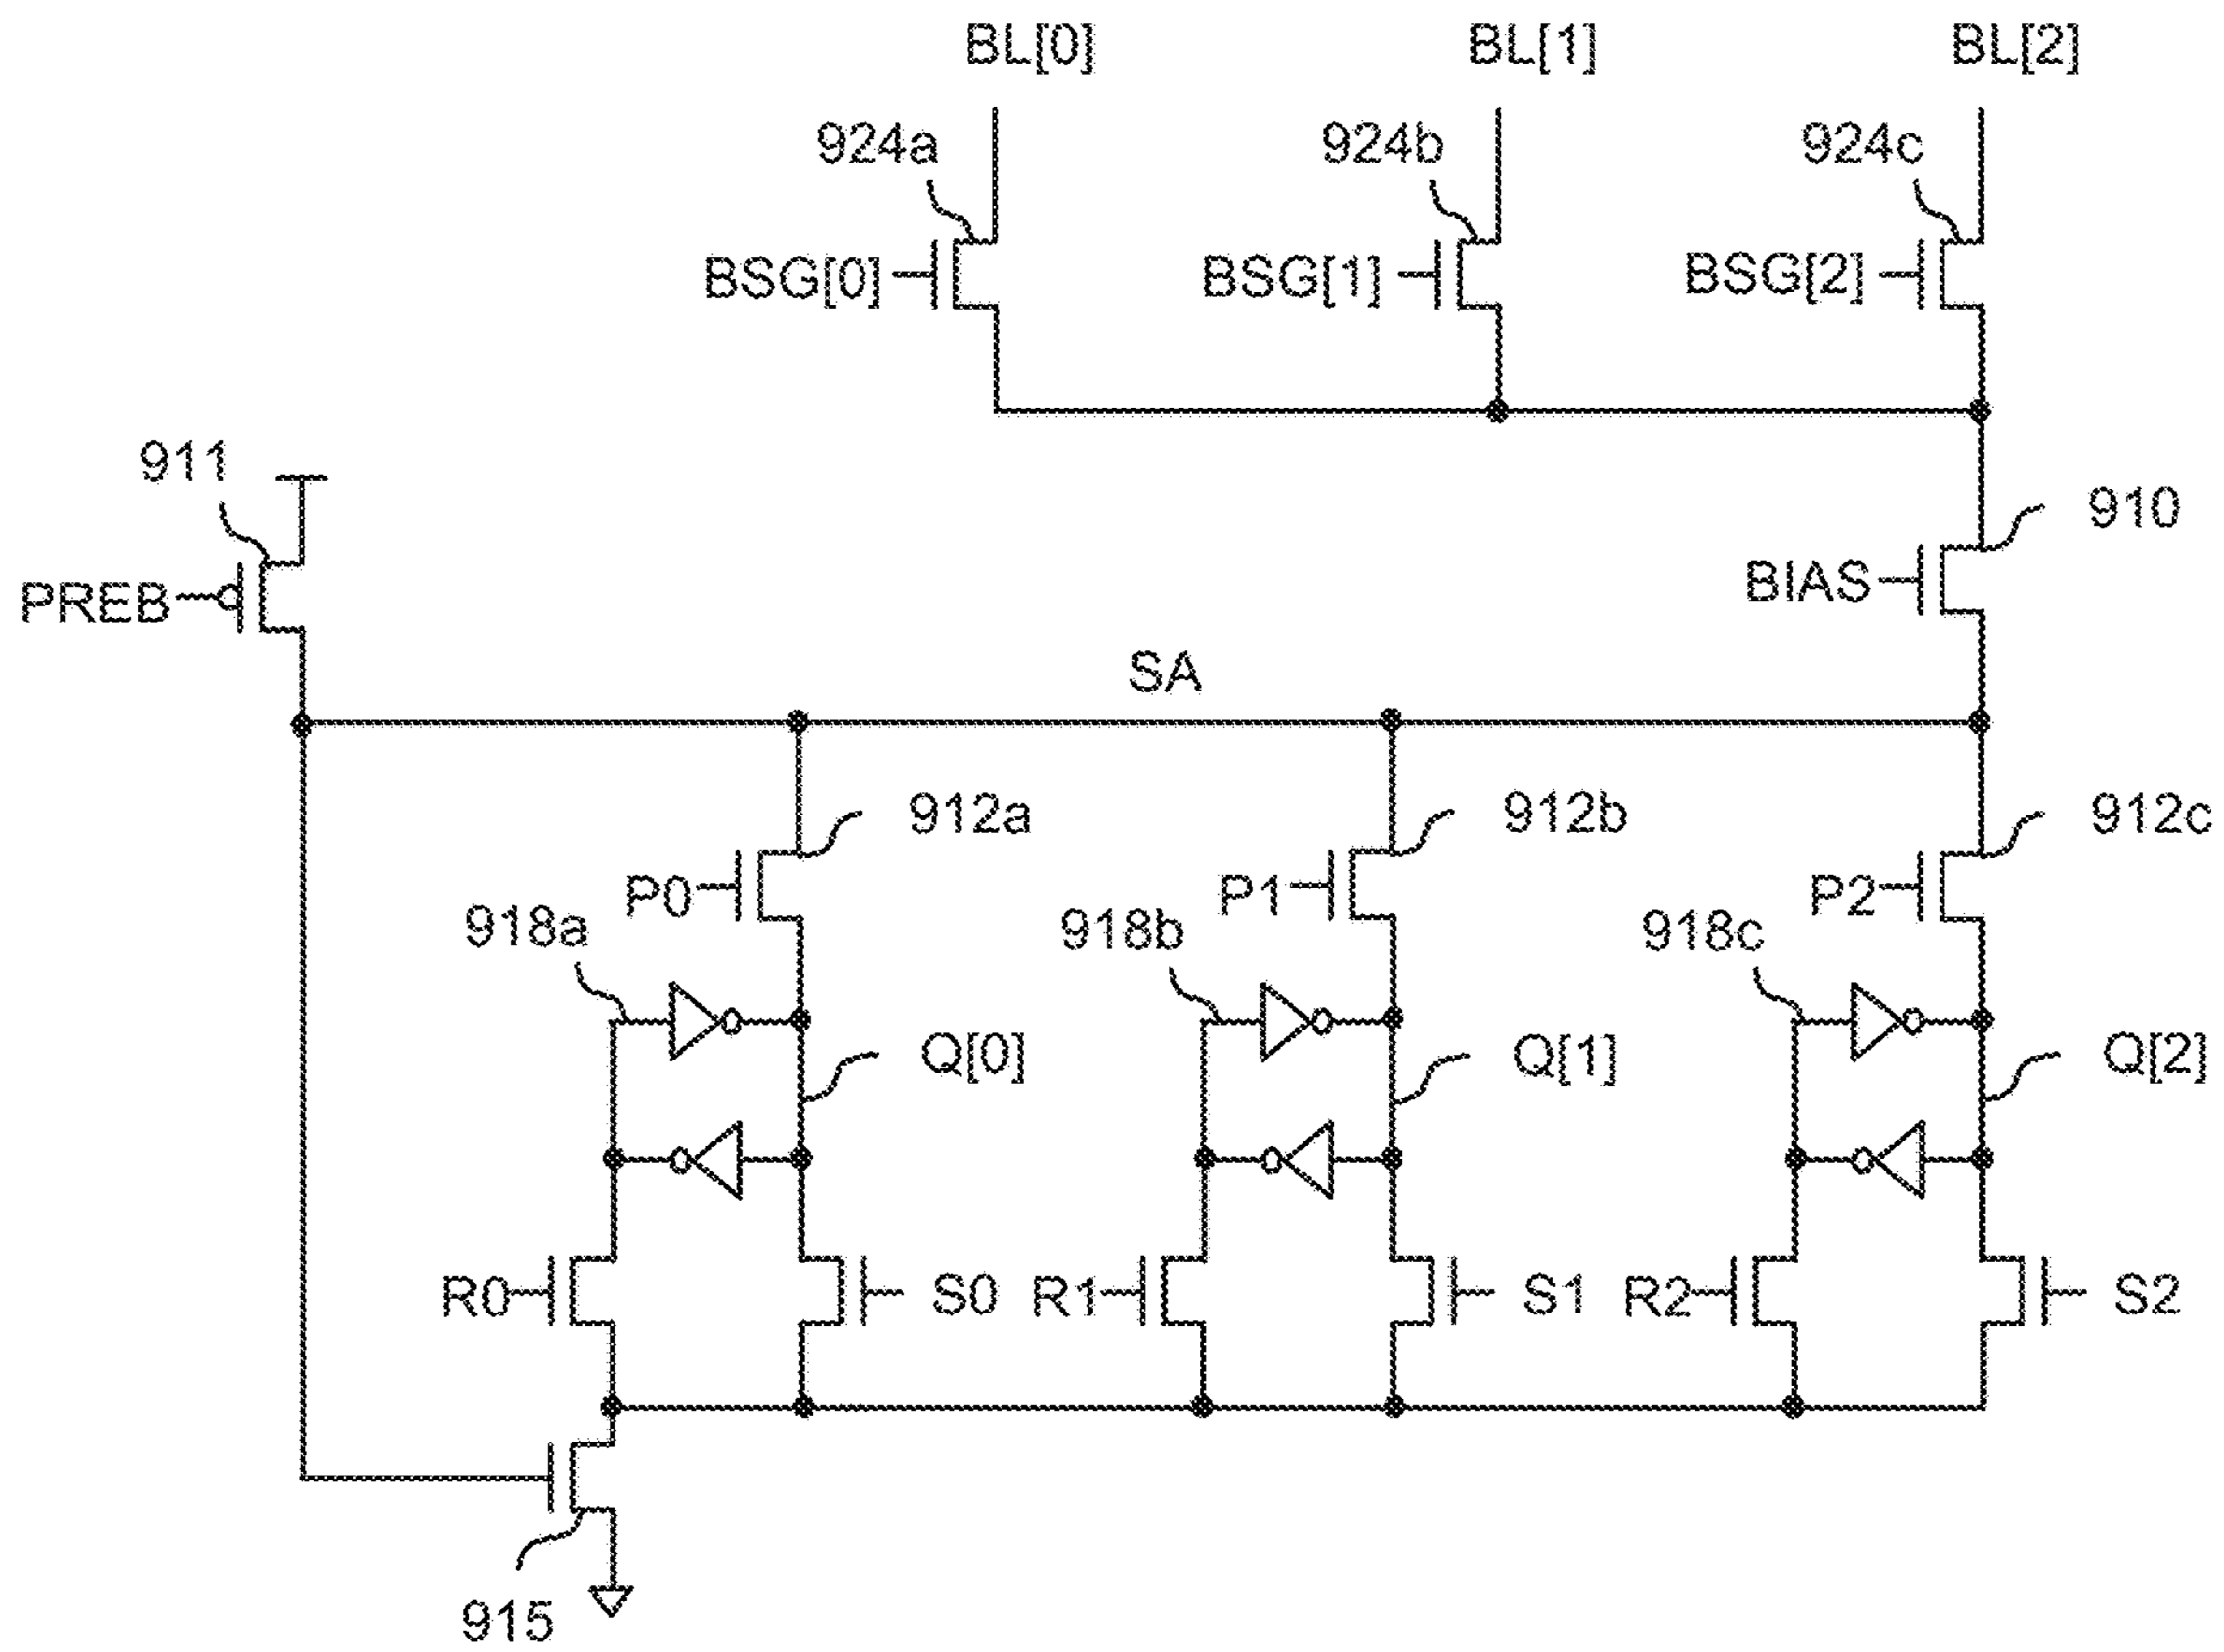 BL[0] BL[1] BL[2]
924a 924b 924c
BSG[0] BSG[1] BSG[2]
911
910
PREB
BIAS
SA
912a 912b 912c
P0 P1 P2
918a 918b 918c
Q[0] Q[1] Q[2]
R0 S0 R1 S1 R2 S2
915